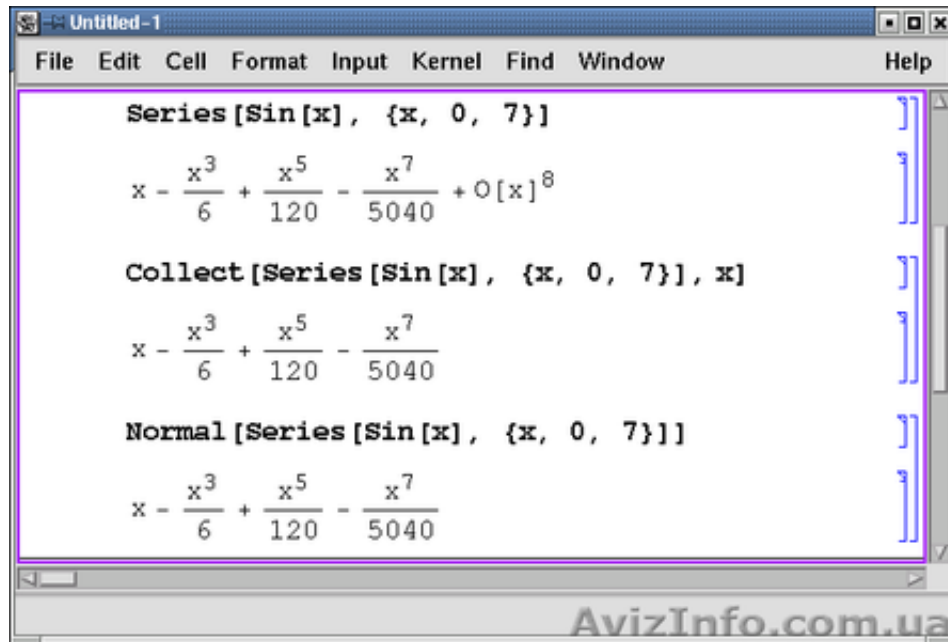 Untitled-1
File Edit Cell Format Input Kernel Find Window Help
Series[Sin[x], {x, 0, 7}]
x - x^3/6 + x^5/120 - x^7/5040 + O[x]^8
Collect[Series[Sin[x], {x, 0, 7}], x]
x - x^3/6 + x^5/120 - x^7/5040
Normal[Series[Sin[x], {x, 0, 7}]]
x - x^3/6 + x^5/120 - x^7/5040
AvizInfo.com.ua